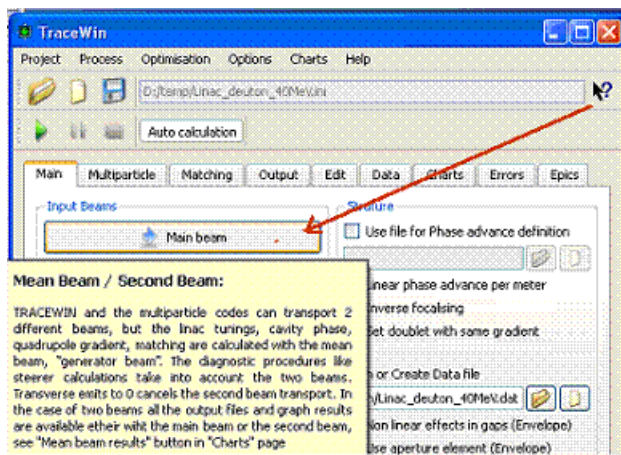 TraceWin
Project Process Optimisation Options Charts Help
D:/temp/Linac_deuton_40MeV.ini
?
Auto calculation
Main Multiparticle Matching Output Edit Data Charts Errors Epics
Input Beams
Structure
Main beam
Use file for Phase advance definition
Linear phase advance per meter
Inverse focalising
Set doublet with same gradient
or Create Data file
/Linac_deuton_40MeV.dat
Non linear effects in gaps (Envelope)
Use aperture element (Envelope)
Mean Beam / Second Beam:
TRACEWIN and the multiparticle codes can transport 2
different beams, but the linac tunings, cavity phase,
quadrupole gradient, matching are calculated with the mean
beam, "generator beam". The diagnostic procedures like
steerer calculations take into account the two beams.
Transverse emits to 0 cancels the second beam transport. In
the case of two beams all the output files and graph results
are available etheir wiht the main beam or the second beam,
see "Mean beam results" button in "Charts" page